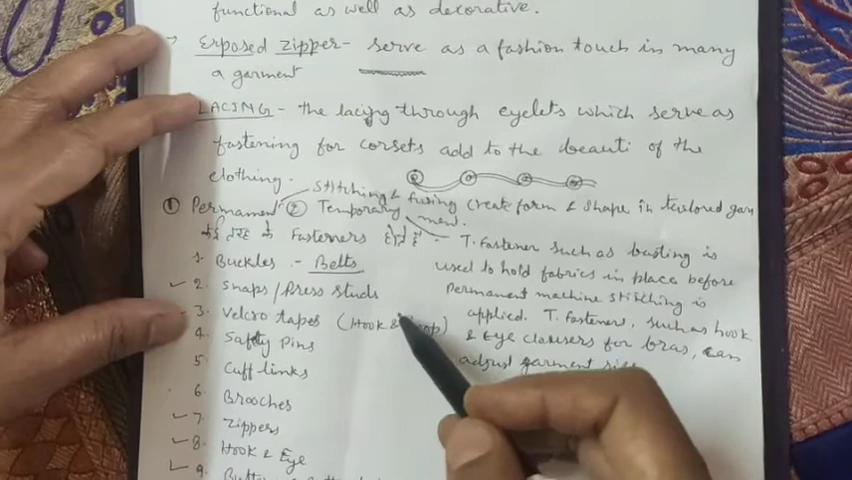 functional as well as decorative.
→ Exposed zipper - serve as a fashion touch in many
a garment
LACING - the lacing through eyelets which serve as
fastening for corsets add to the beauti of the
clothing.
Stitching & fusing create form & shape in tailored gar
ment.
① Permanent ② Temporary
कई तरह के Fasteners होते हैं -
1. Buckles - Belts
2. Snaps/Press Studs
3. Velcro tapes (Hook & Loop)
4. Safety Pins
5. Cuff links
6. Brooches
7. Zippers
8. Hook & Eye
9.
T. Fastener such as basting is
used to hold fabrics in place before
Permanent machine stitching is
applied. T. fasteners, such as hook
& Eye closers for bras, can
adjust garment